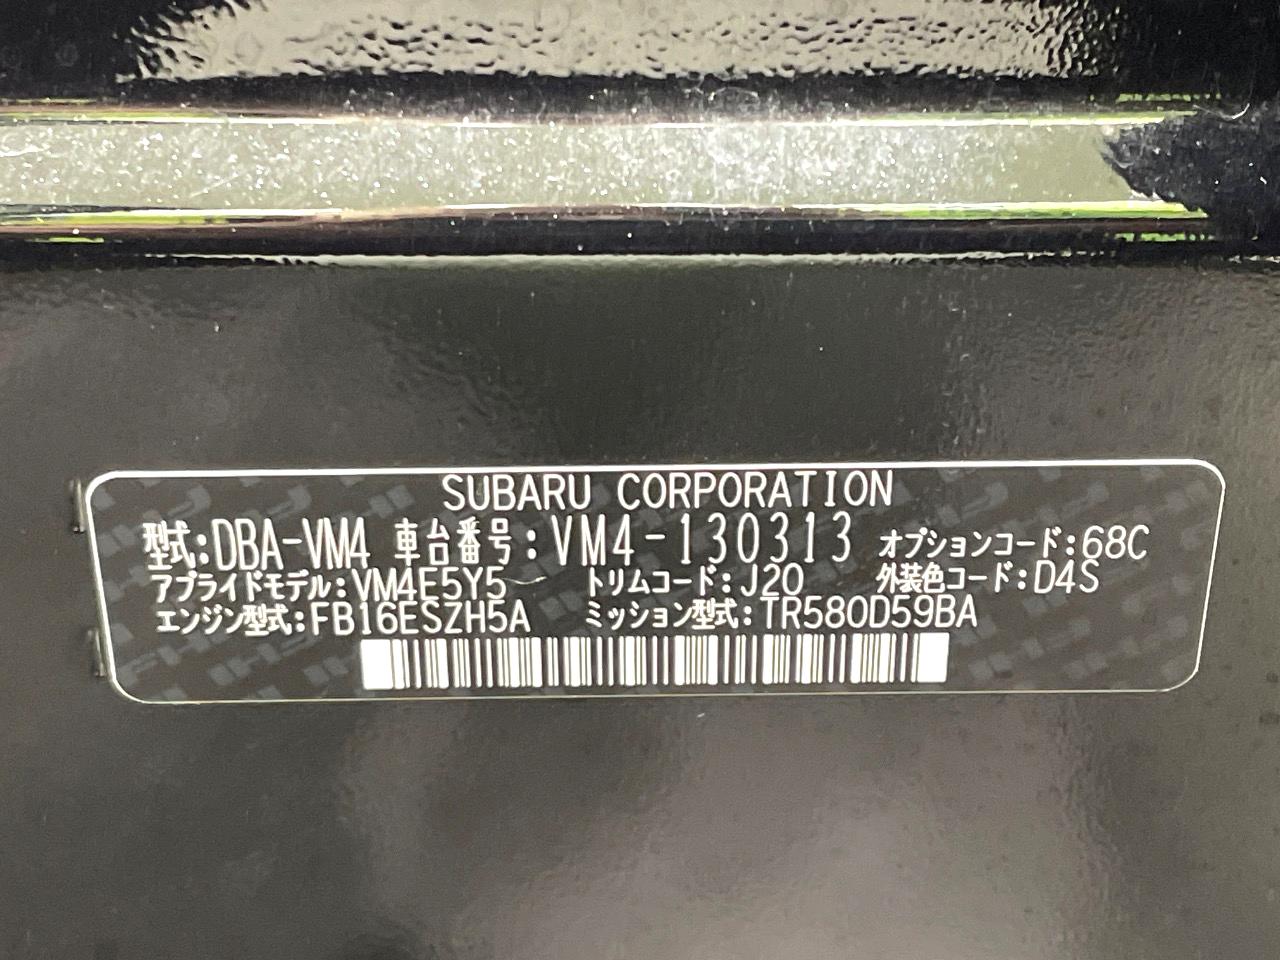 SUBARU CORPORATION
型式:DBA-VM4 車台番号:VM4-130313 オプションコード:68C
アプライドモデル:VM4E5Y5 トリムコード:J20 外装色コード:D4S
エンジン型式:FB16ESZH5A ミッション型式:TR580D59BA